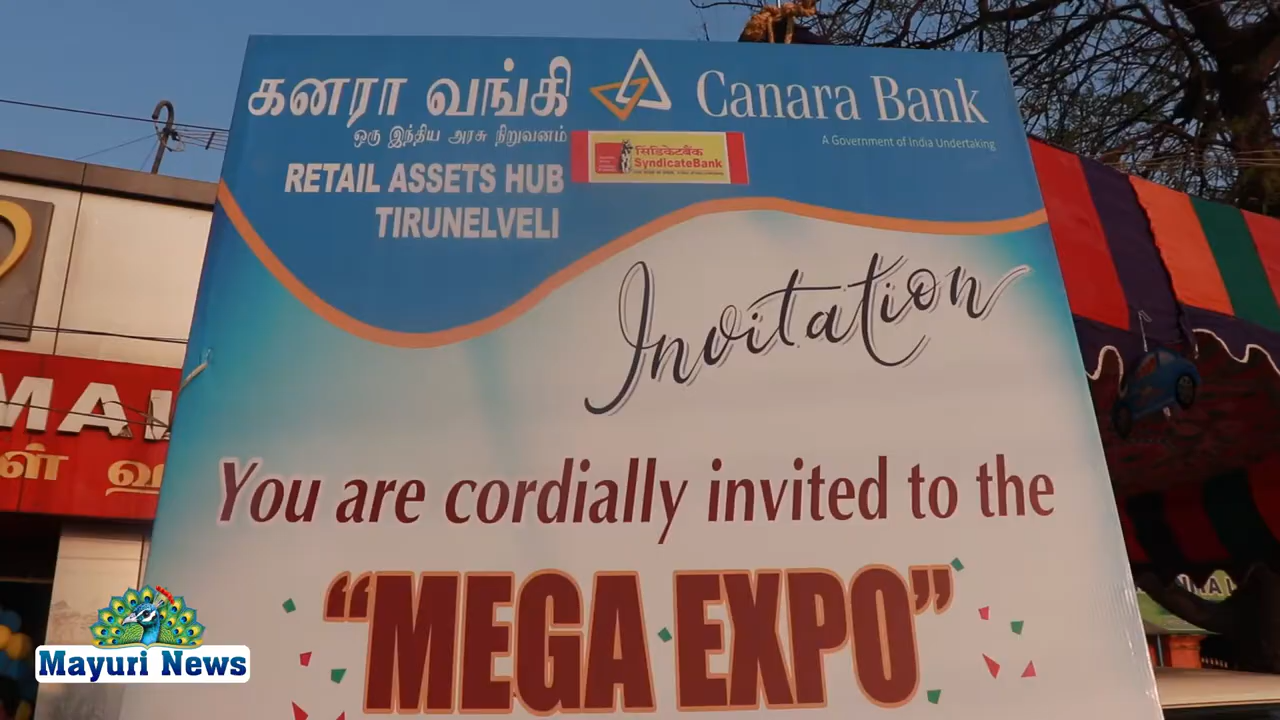 கனரா வங்கி
Canara Bank
ஒரு இந்திய அரசு நிறுவனம்
A Government of India Undertaking
सिंडिकेटबैंक
SyndicateBank
RETAIL ASSETS HUB
TIRUNELVELI
Invitation
You are cordially invited to the
“MEGA EXPO”
Mayuri News